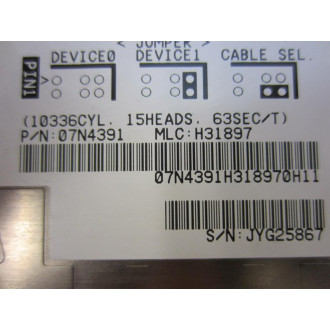 < JUMPER >
DEVICE0 DEVICE1 CABLE SEL.
PIN1
(10336CYL. 15HEADS. 63SEC/T)
P/N:07N4391 MLC:H31897
07N4391H318970H11
S/N:JYG25867